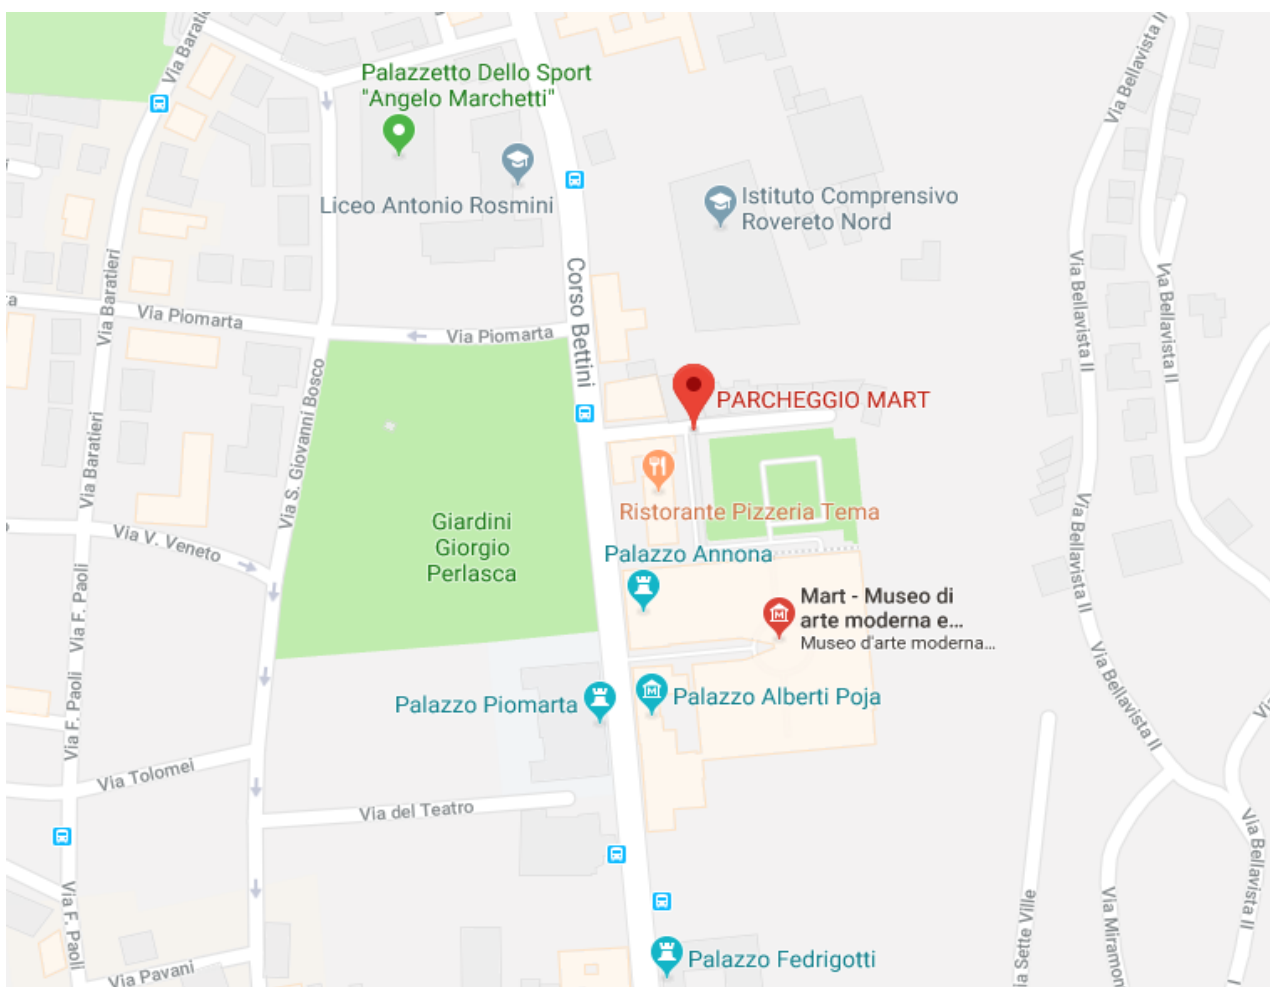 Via Baratieri
Via Bellavista II
Palazzetto Dello Sport
"Angelo Marchetti"
Liceo Antonio Rosmini
Istituto Comprensivo
Rovereto Nord
Via Baratieri
Corso Bettini
Via Bellavista II
Via Bellavista II
Via Piomarta
Via Piomarta
Via S. Giovanni Bosco
PARCHEGGIO MART
Via Baratieri
Ristorante Pizzeria Tema
Giardini
Giorgio
Perlasca
Via V. Veneto
Palazzo Annona
Via Bellavista II
Via F. Paoli
Via F. Paoli
Mart - Museo di
arte moderna e...
Museo d'arte moderna...
Palazzo Piomarta
Palazzo Alberti Poja
Via F. Paoli
Via Bellavista II
Via Tolomei
Via del Teatro
Via Bellavista II
Via F. Paoli
a Sette Ville
Via Miramon
Palazzo Fedrigotti
Via Pavani